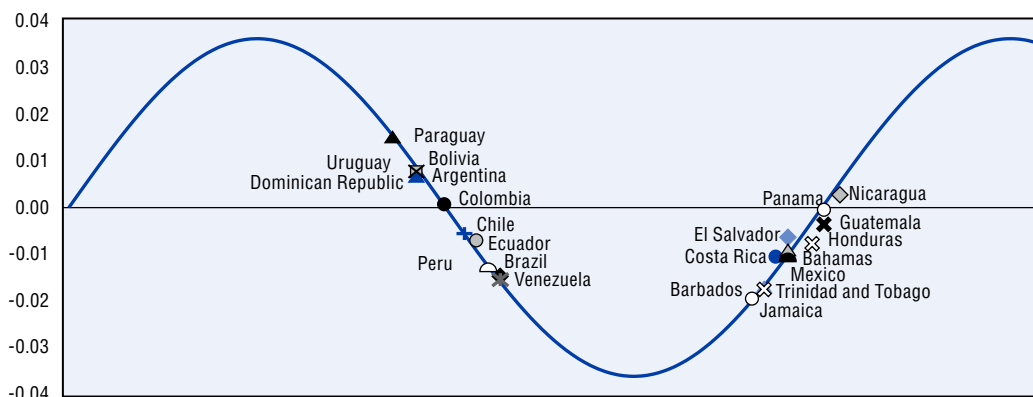 0.04
0.03
0.02
0.01
0.00
-0.01
-0.02
-0.03
-0.04
Paraguay
Uruguay
Bolivia
Dominican Republic
Argentina
Colombia
Chile
Ecuador
Peru
Brazil
Venezuela
Panama
Nicaragua
Guatemala
El Salvador
Honduras
Costa Rica
Bahamas
Mexico
Barbados
Trinidad and Tobago
Jamaica